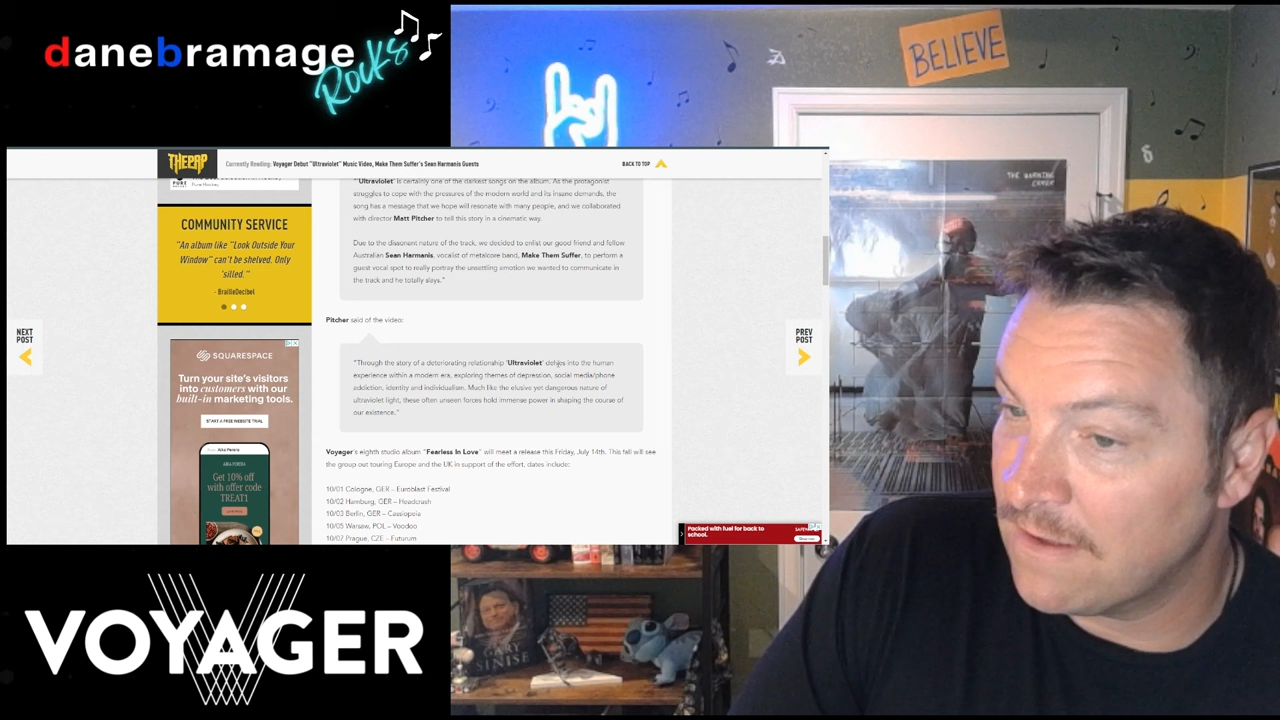 danebramage
Rocks
BELIEVE
THEPRP
Currently Reading: Voyager Debut "Ultraviolet" Music Video, Make Them Suffer's Sean Harmanis Guests
BACK TO TOP
Pure Hockey
COMMUNITY SERVICE
"An album like "Look Outside Your
Window" can't be shelved. Only
'silled."
- BrailleDecibel
"'Ultraviolet' is certainly one of the darkest songs on the album. As the protagonist
struggles to cope with the pressures of the modern world and its insane demands, the
song has a message that we hope will resonate with many people, and we collaborated
with director Matt Pitcher to tell this story in a cinematic way.
Due to the dissonant nature of the track, we decided to enlist our good friend and fellow
Australian Sean Harmanis, vocalist of metalcore band, Make Them Suffer, to perform a
guest vocal spot to really portray the unsettling emotion we wanted to communicate in
the track and he totally slays."
Pitcher said of the video:
"Through the story of a deteriorating relationship 'Ultraviolet' delves into the human
experience within a modern era, exploring themes of depression, social media/phone
addiction, identity and individualism. Much like the elusive yet dangerous nature of
ultraviolet light, these often unseen forces hold immense power in shaping the course of
our existence."
Voyager's eighth studio album "Fearless In Love" will meet a release this Friday, July 14th. This fall will see
the group out touring Europe and the UK in support of the effort, dates include:
10/01 Cologne, GER – Euroblast Festival
10/02 Hamburg, GER – Headcrash
10/03 Berlin, GER – Cassiopeia
10/05 Warsaw, POL – Voodoo
10/07 Prague, CZE – Futurum
NEXT
POST
PREV
POST
SQUARESPACE
Turn your site's visitors
into customers with our
built-in marketing tools.
START A FREE WEBSITE TRIAL
Get 10% off
with offer code
TREAT1
Packed with fuel for back to
school.
VOYAGER
GARY
SINISE